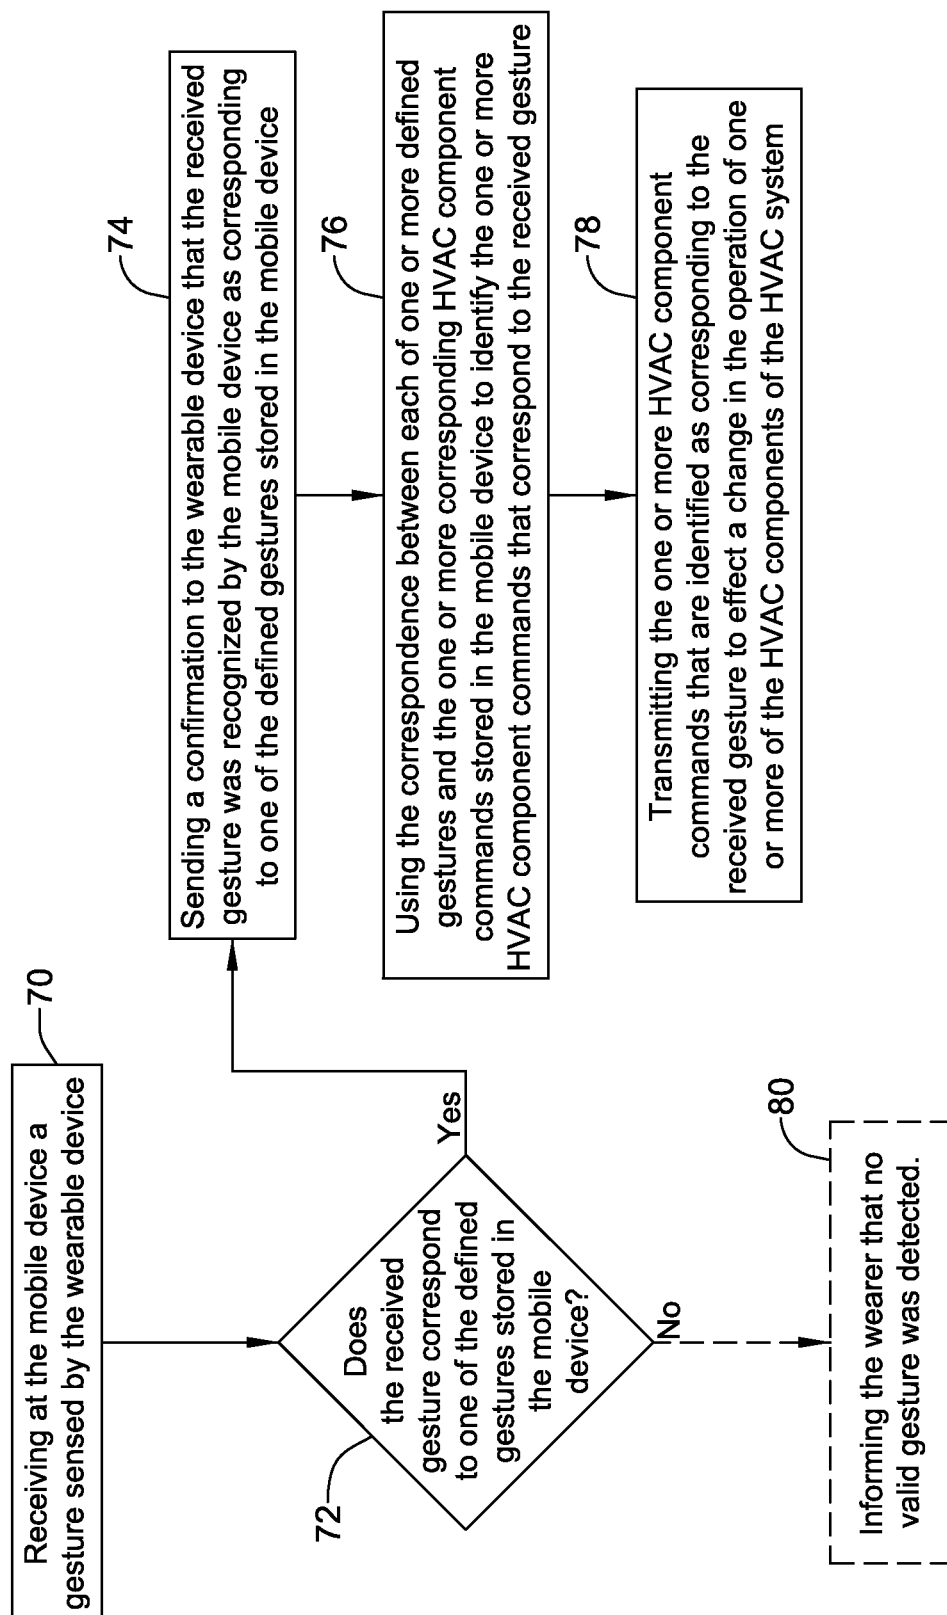 Receiving at the mobile device a
gesture sensed by the wearable device
70
Does
the received
gesture correspond
to one of the defined
gestures stored in
the mobile
device?
72
Yes
No
Sending a confirmation to the wearable device that the received
gesture was recognized by the mobile device as corresponding
to one of the defined gestures stored in the mobile device
74
Using the correspondence between each of one or more defined
gestures and the one or more corresponding HVAC component
commands stored in the mobile device to identify the one or more
HVAC component commands that correspond to the received gesture
76
Transmitting the one or more HVAC component
commands that are identified as corresponding to the
received gesture to effect a change in the operation of one
or more of the HVAC components of the HVAC system
78
Informing the wearer that no
valid gesture was detected.
80